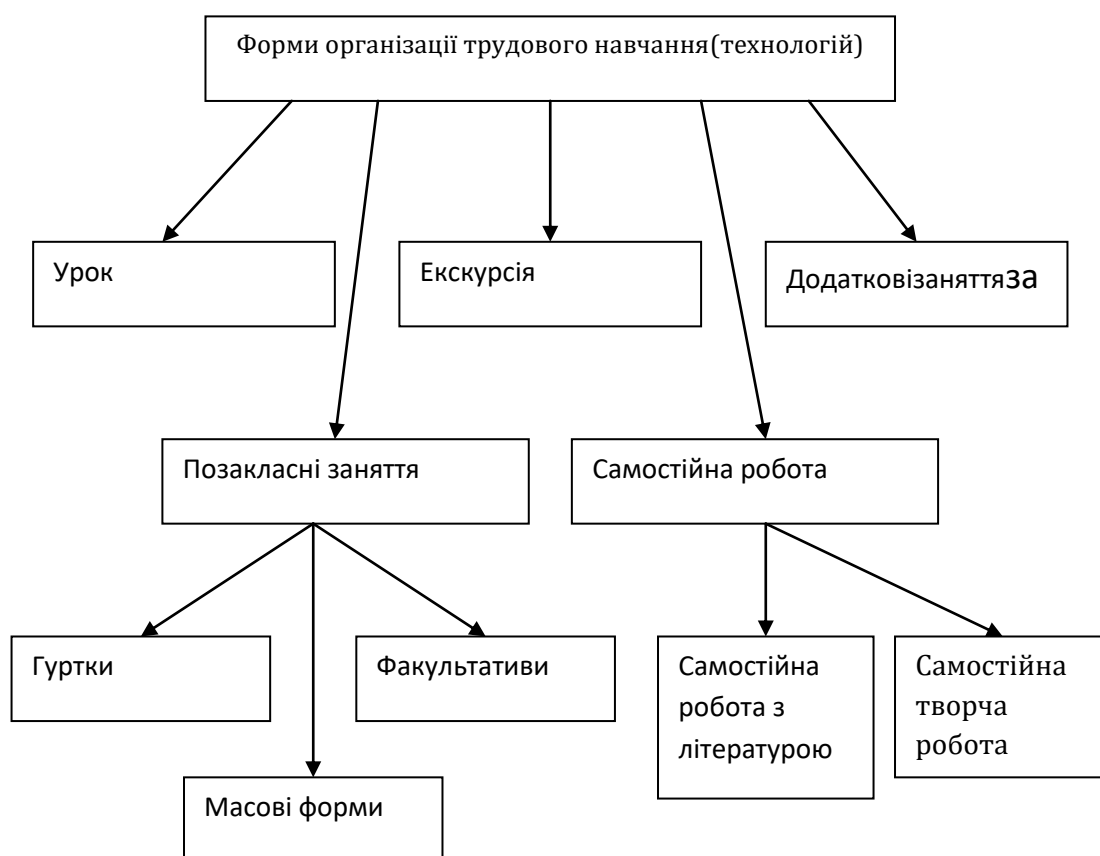 Форми організації трудового навчання(технологій)
Урок
Екскурсія
Додатковізаняттяза
Позакласні заняття
Самостійна робота
Гуртки
Факультативи
Самостійна
робота з
літературою
Самостійна
творча
робота
Масові форми